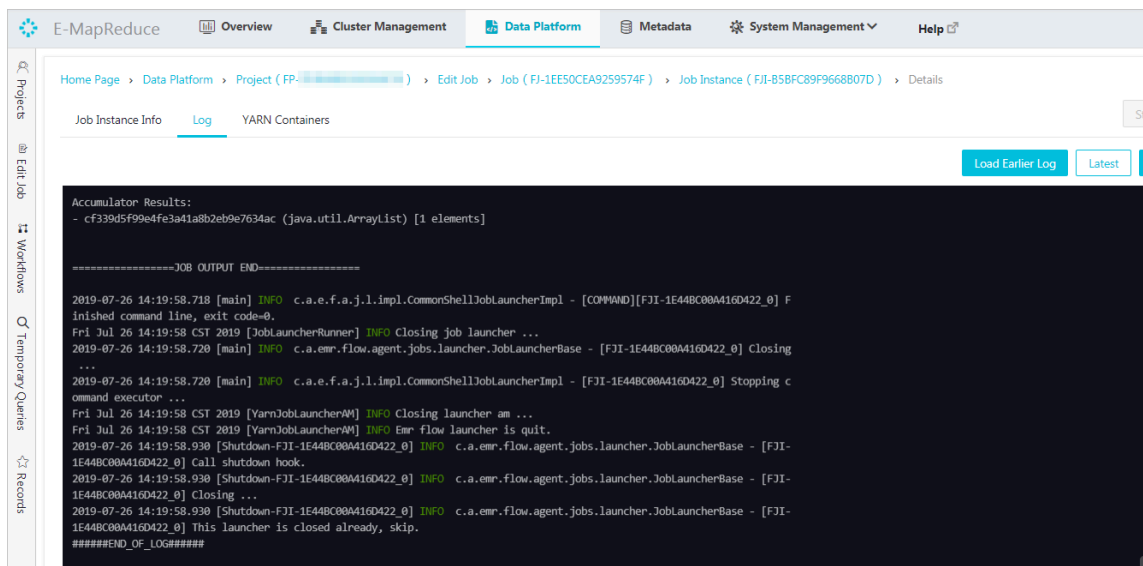 E-MapReduce Overview Cluster Management Data Platform Metadata System Management Help
Home Page > Data Platform > Project ( FP- ) > Edit Job > Job ( FJ-1EE50CEA9259574F ) > Job Instance ( FJI-B5BFC89F9668B07D ) > Details
Projects
Edit Job
Workflows
Temporary Queries
Records
Job Instance Info Log YARN Containers
Load Earlier Log Latest
Accumulator Results:
- cf339d5f99e4fe3a41a8b2eb9e7634ac (java.util.ArrayList) [1 elements]
=================JOB OUTPUT END=================
2019-07-26 14:19:58.718 [main] INFO  c.a.e.f.a.j.l.impl.CommonShellJobLauncherImpl - [COMMAND][FJI-1E44BC00A416D422_0] F
inished command line, exit code=0.
Fri Jul 26 14:19:58 CST 2019 [JobLauncherRunner] INFO Closing job launcher ...
2019-07-26 14:19:58.720 [main] INFO  c.a.emr.flow.agent.jobs.launcher.JobLauncherBase - [FJI-1E44BC00A416D422_0] Closing
...
2019-07-26 14:19:58.720 [main] INFO  c.a.e.f.a.j.l.impl.CommonShellJobLauncherImpl - [FJI-1E44BC00A416D422_0] Stopping c
ommand executor ...
Fri Jul 26 14:19:58 CST 2019 [YarnJobLauncherAM] INFO Closing launcher am ...
Fri Jul 26 14:19:58 CST 2019 [YarnJobLauncherAM] INFO Emr flow launcher is quit.
2019-07-26 14:19:58.930 [Shutdown-FJI-1E44BC00A416D422_0] INFO  c.a.emr.flow.agent.jobs.launcher.JobLauncherBase - [FJI-
1E44BC00A416D422_0] Call shutdown hook.
2019-07-26 14:19:58.930 [Shutdown-FJI-1E44BC00A416D422_0] INFO  c.a.emr.flow.agent.jobs.launcher.JobLauncherBase - [FJI-
1E44BC00A416D422_0] Closing ...
2019-07-26 14:19:58.930 [Shutdown-FJI-1E44BC00A416D422_0] INFO  c.a.emr.flow.agent.jobs.launcher.JobLauncherBase - [FJI-
1E44BC00A416D422_0] This launcher is closed already, skip.
######END_OF_LOG######